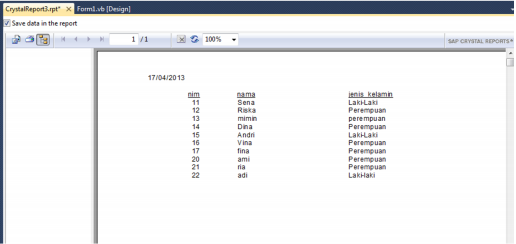 CrystalReport3.rpt* × Form1.vb [Design]
Save data in the report
1 /1 100% SAP CRYSTAL REPORTS®
17/04/2013
nim nama jenis kelamin
11 Sena Laki-Laki
12 Riska Perempuan
13 mimin perempuan
14 Dina Perempuan
15 Andri Laki-Laki
16 Vina Perempuan
17 fina Perempuan
20 ami Perempuan
21 ria Perempuan
22 adi Laki-laki